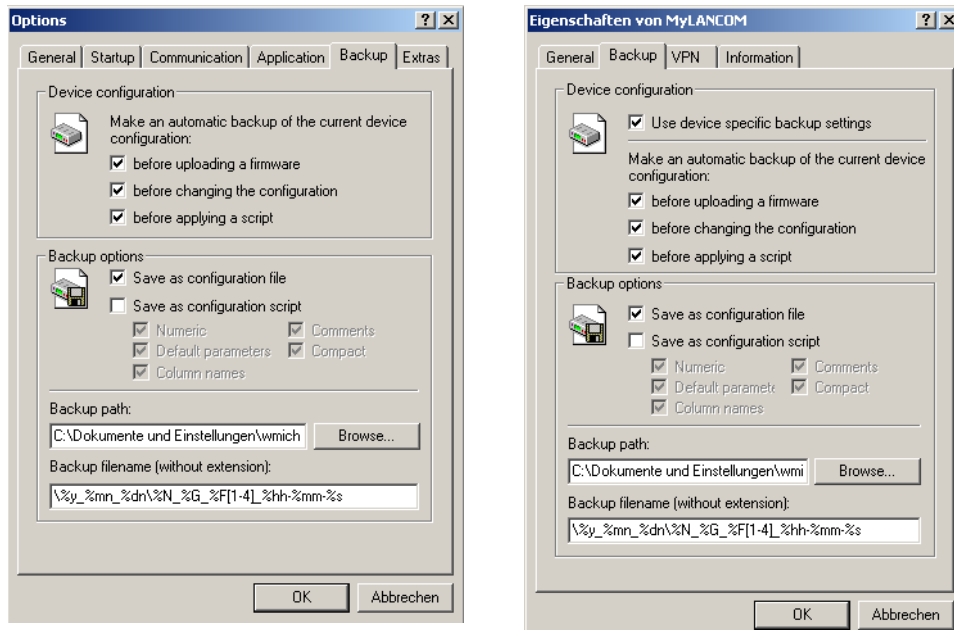 Options
General Startup Communication Application Backup Extras
Device configuration
Make an automatic backup of the current device
configuration:
before uploading a firmware
before changing the configuration
before applying a script
Backup options
Save as configuration file
Save as configuration script
Numeric Comments
Default parameters Compact
Column names
Backup path:
C:\Dokumente und Einstellungen\wmich Browse...
Backup filename (without extension):
\%y_%mn_%dn\%N_%G_%F[1-4]_%hh-%mm-%s
OK Abbrechen
Eigenschaften von MyLANCOM
General Backup VPN Information
Device configuration
Use device specific backup settings
Make an automatic backup of the current device
configuration:
before uploading a firmware
before changing the configuration
before applying a script
Backup options
Save as configuration file
Save as configuration script
Numeric Comments
Default paramete Compact
Column names
Backup path:
C:\Dokumente und Einstellungen\wmi Browse...
Backup filename (without extension):
\%y_%mn_%dn\%N_%G_%F[1-4]_%hh-%mm-%s
OK Abbrechen